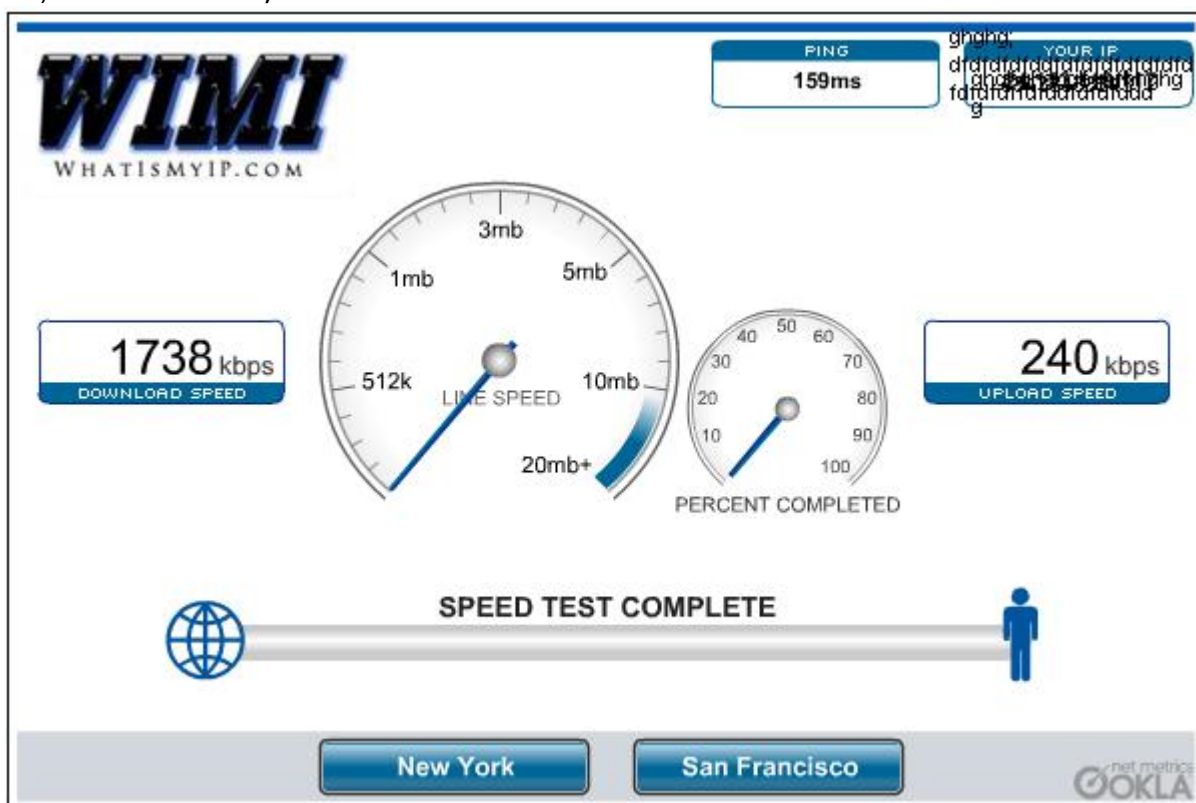 WIMI
WHATISMYIP.COM
PING
159ms
ghghg;
YOUR IP
3mb
1mb
5mb
512k
10mb
LINE SPEED
20mb+
1738 kbps
DOWNLOAD SPEED
50
40
60
30
70
20
80
10
90
100
PERCENT COMPLETED
240 kbps
UPLOAD SPEED
SPEED TEST COMPLETE
New York
San Francisco
net metrics
OOKLA